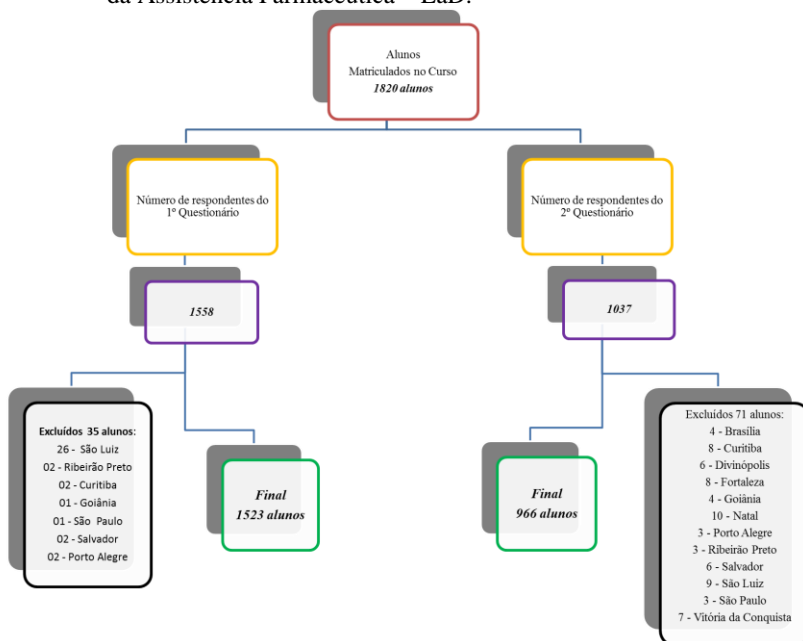 da Assistência Farmacêutica – EaD.
Alunos
Matriculados no Curso
1820 alunos
Número de respondentes do
1º Questionário
Número de respondentes do
2º Questionário
1558
1037
Excluídos 35 alunos:
26 - São Luiz
02 - Ribeirão Preto
02 - Curitiba
01 - Goiânia
01 - São Paulo
02 - Salvador
02 - Porto Alegre
Final
1523 alunos
Final
966 alunos
Excluídos 71 alunos:
4 - Brasília
8 - Curitiba
6 - Divinópolis
8 - Fortaleza
4 - Goiânia
10 - Natal
3 - Porto Alegre
3 - Ribeirão Preto
6 - Salvador
9 - São Luiz
3 - São Paulo
7 - Vitória da Conquista